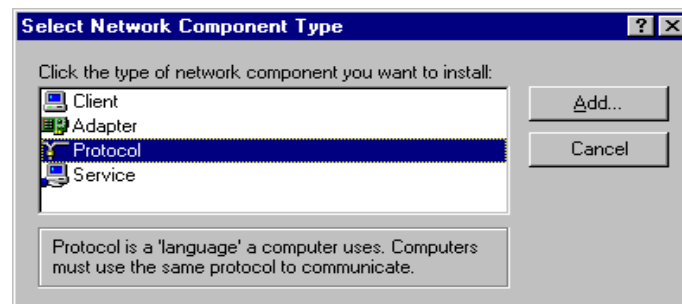 Select Network Component Type
Click the type of network component you want to install:
Client
Adapter
Protocol
Service
Add...
Cancel
Protocol is a 'language' a computer uses. Computers
must use the same protocol to communicate.